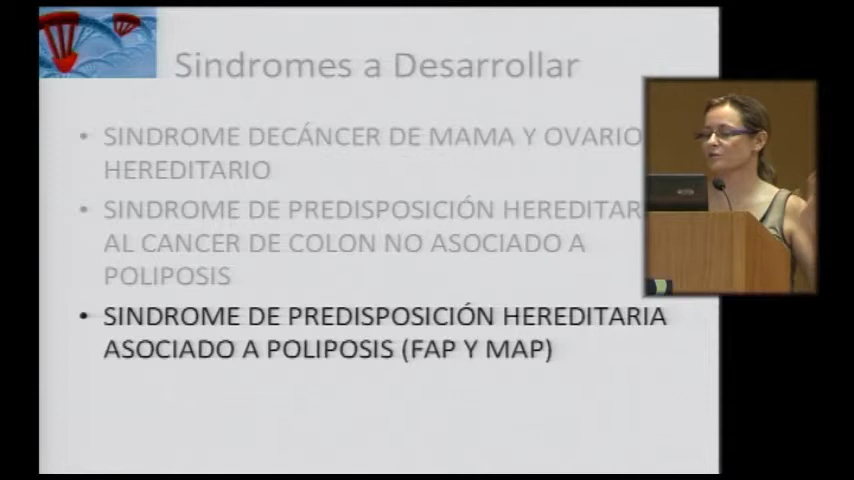 Sindromes a Desarrollar
• SINDROME DECÁNCER DE MAMA Y OVARIO
HEREDITARIO
• SINDROME DE PREDISPOSICIÓN HEREDITAR
AL CANCER DE COLON NO ASOCIADO A
POLIPOSIS
• SINDROME DE PREDISPOSICIÓN HEREDITARIA
ASOCIADO A POLIPOSIS (FAP Y MAP)